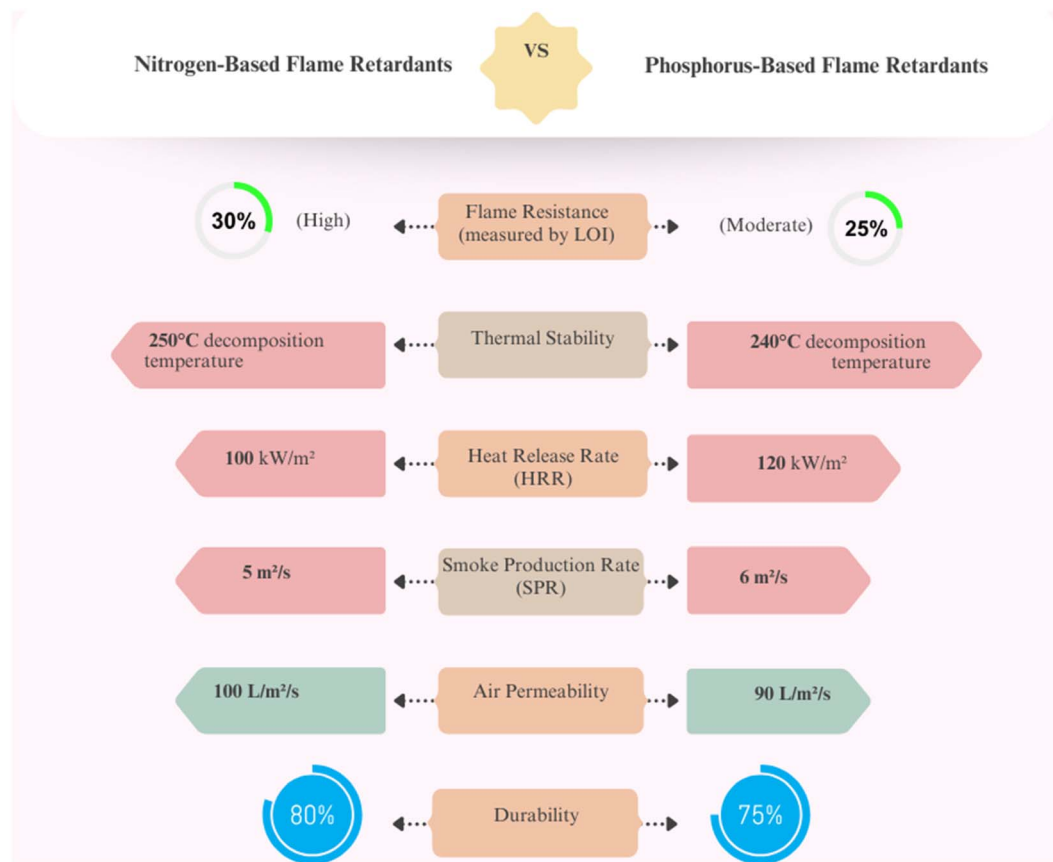 Nitrogen-Based Flame Retardants
VS
Phosphorus-Based Flame Retardants
30%
(High)
Flame Resistance
(measured by LOI)
(Moderate)
25%
250°C decomposition
temperature
Thermal Stability
240°C decomposition
temperature
100 kW/m²
Heat Release Rate
(HRR)
120 kW/m²
5 m²/s
Smoke Production Rate
(SPR)
6 m²/s
100 L/m²/s
Air Permeability
90 L/m²/s
80%
Durability
75%